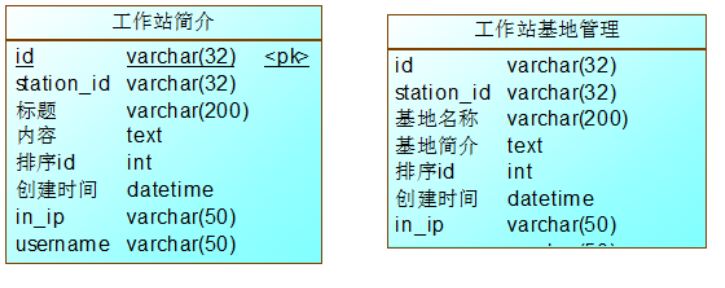 工作站简介
id varchar(32) <pk>
station_id varchar(32)
标题 varchar(200)
内容 text
排序id int
创建时间 datetime
in_ip varchar(50)
username varchar(50)
工作站基地管理
id varchar(32)
station_id varchar(32)
基地名称 varchar(200)
基地简介 text
排序id int
创建时间 datetime
in_ip varchar(50)